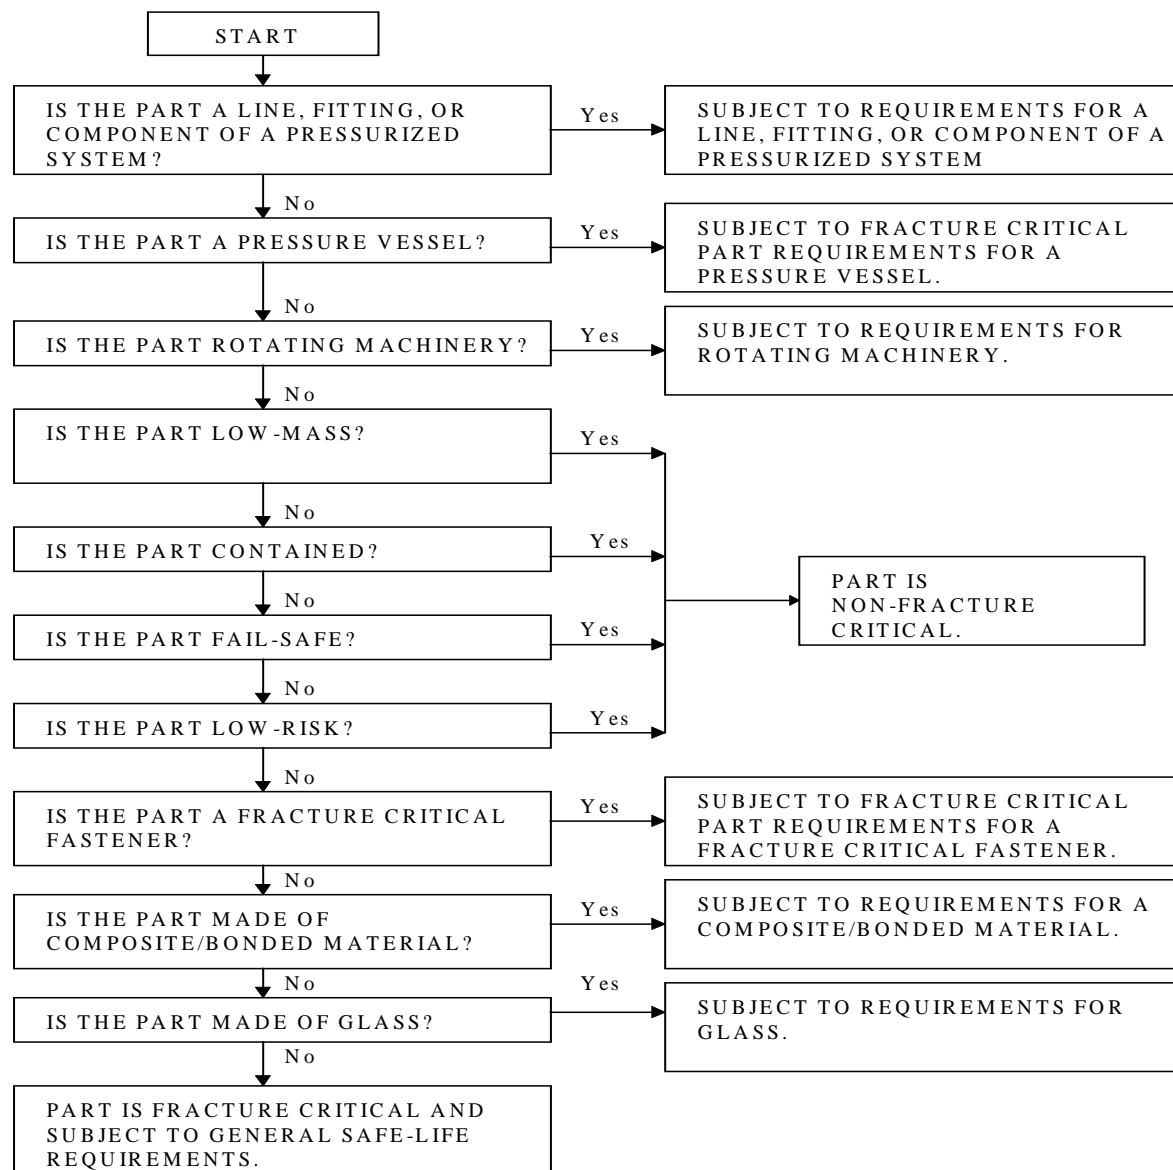 START
IS THE PART A LINE, FITTING, OR
COMPONENT OF A PRESSURIZED
SYSTEM?
Yes
SUBJECT TO REQUIREMENTS FOR A
LINE, FITTING, OR COMPONENT OF A
PRESSURIZED SYSTEM
No
IS THE PART A PRESSURE VESSEL?
Yes
SUBJECT TO FRACTURE CRITICAL
PART REQUIREMENTS FOR A
PRESSURE VESSEL.
No
IS THE PART ROTATING MACHINERY?
Yes
SUBJECT TO REQUIREMENTS FOR
ROTATING MACHINERY.
No
IS THE PART LOW-MASS?
Yes
No
IS THE PART CONTAINED?
Yes
PART IS
NON-FRACTURE
CRITICAL.
No
IS THE PART FAIL-SAFE?
Yes
No
IS THE PART LOW-RISK?
Yes
No
IS THE PART A FRACTURE CRITICAL
FASTENER?
Yes
SUBJECT TO FRACTURE CRITICAL
PART REQUIREMENTS FOR A
FRACTURE CRITICAL FASTENER.
No
IS THE PART MADE OF
COMPOSITE/BONDED MATERIAL?
Yes
SUBJECT TO REQUIREMENTS FOR A
COMPOSITE/BONDED MATERIAL.
No
IS THE PART MADE OF GLASS?
Yes
SUBJECT TO REQUIREMENTS FOR
GLASS.
No
PART IS FRACTURE CRITICAL AND
SUBJECT TO GENERAL SAFE-LIFE
REQUIREMENTS.